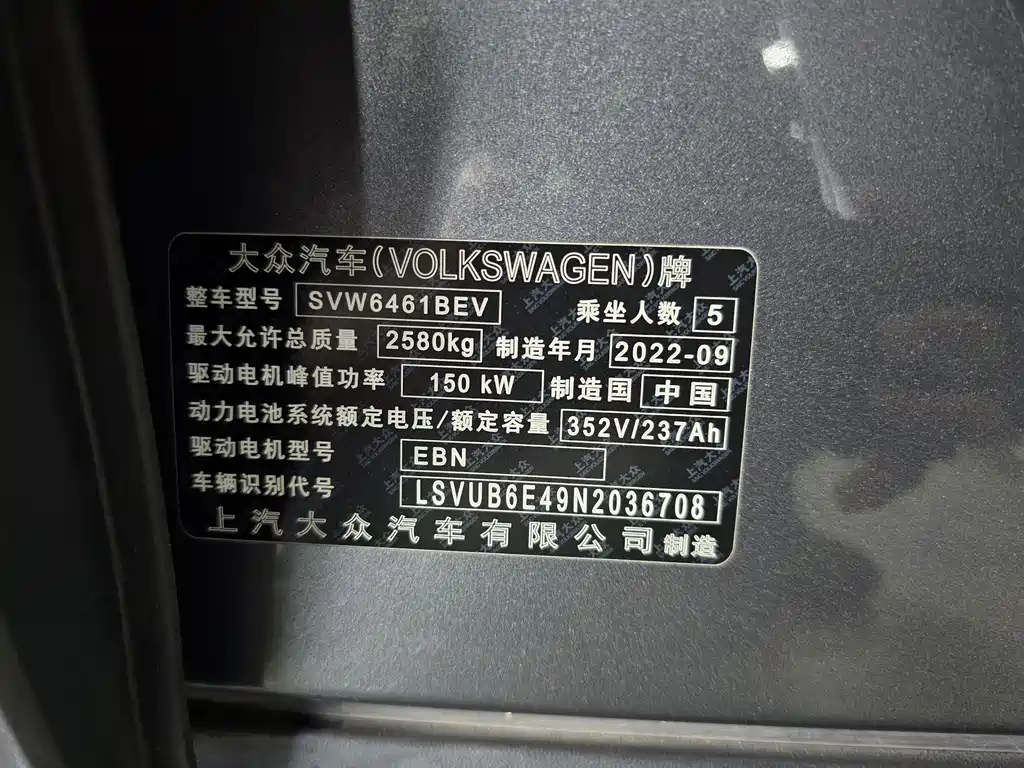 大众汽车(VOLKSWAGEN)牌
整车型号 SVW6461BEV 乘坐人数 5
最大允许总质量 2580kg 制造年月 2022-09
驱动电机峰值功率 150 kW 制造国 中国
动力电池系统额定电压/额定容量 352V/237Ah
驱动电机型号 EBN
车辆识别代号 LSVUB6E49N2036708
上汽大众汽车有限公司制造